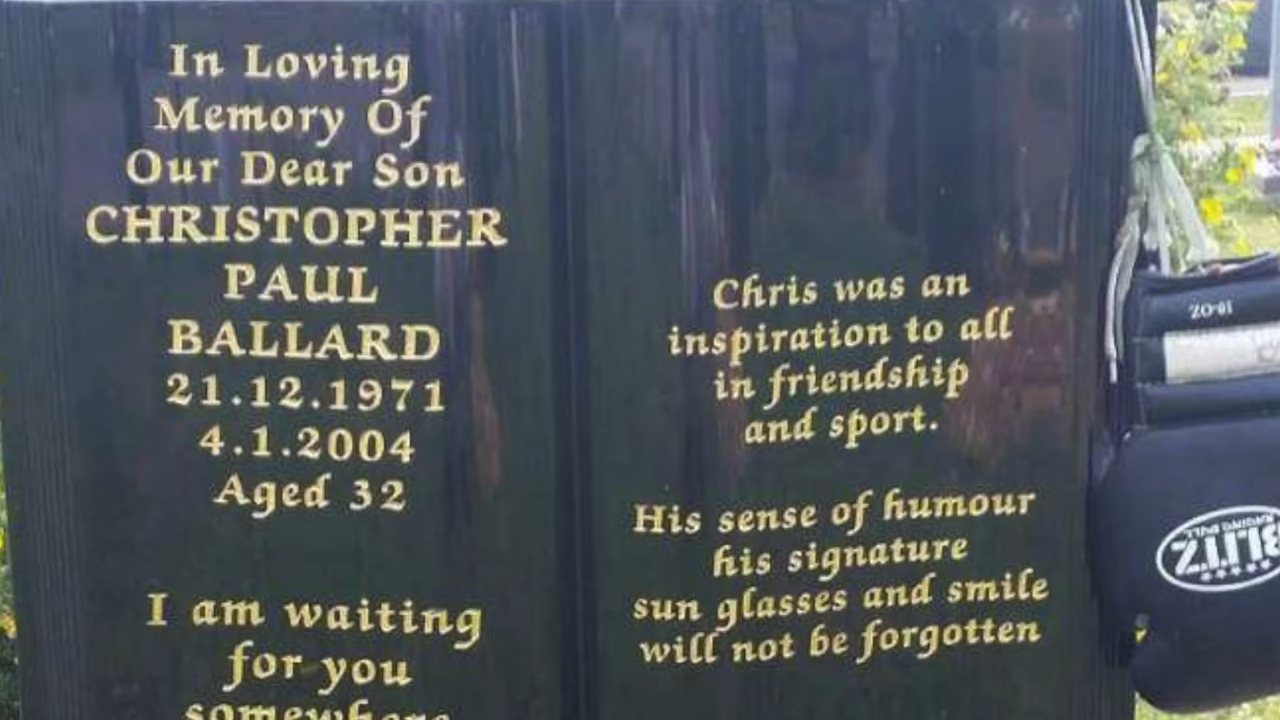 In Loving
Memory Of
Our Dear Son
CHRISTOPHER
PAUL
BALLARD
21.12.1971
4.1.2004
Aged 32
I am waiting
for you
somewhere
Chris was an
inspiration to all
in friendship
and sport.
His sense of humour
his signature
sun glasses and smile
will not be forgotten
10-OZ
BLITZ